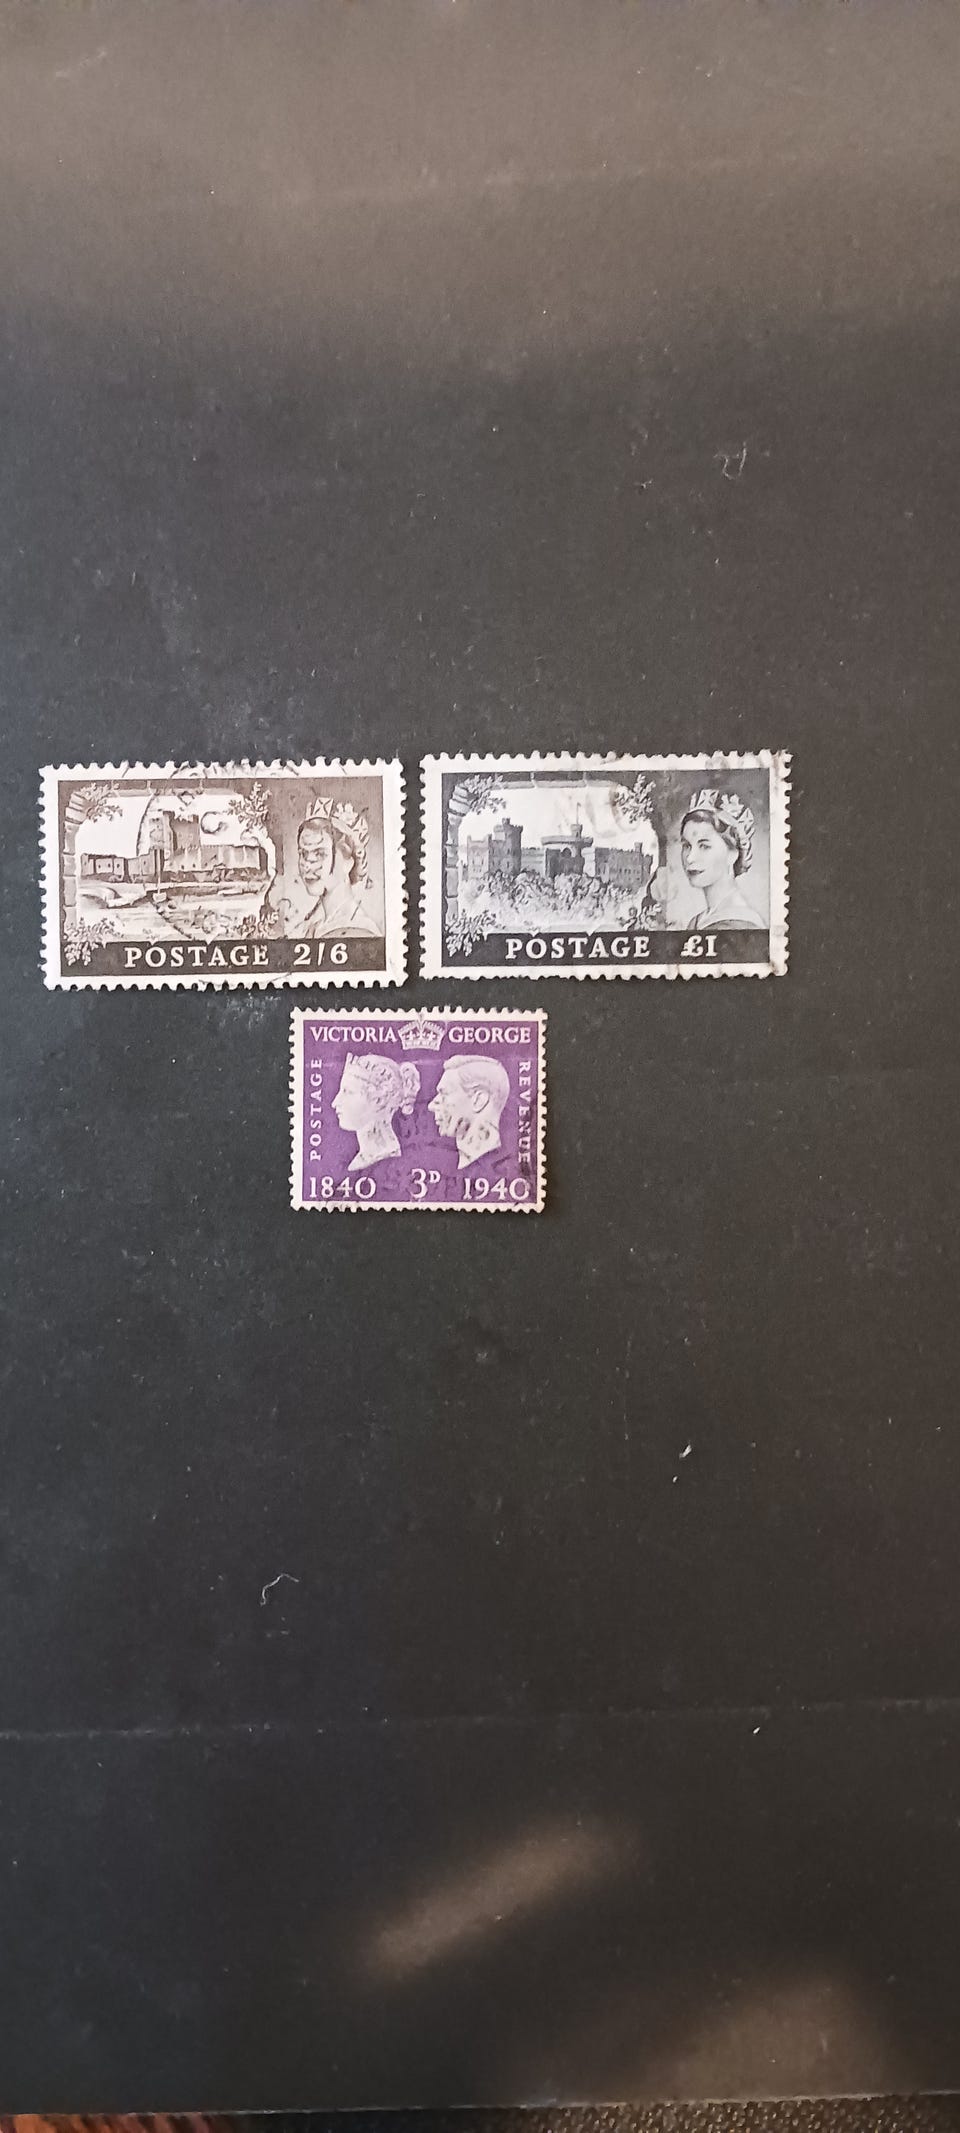 POSTAGE 2/6
POSTAGE £1
VICTORIA GEORGE
POSTAGE
REVENUE
1840 3D 1940